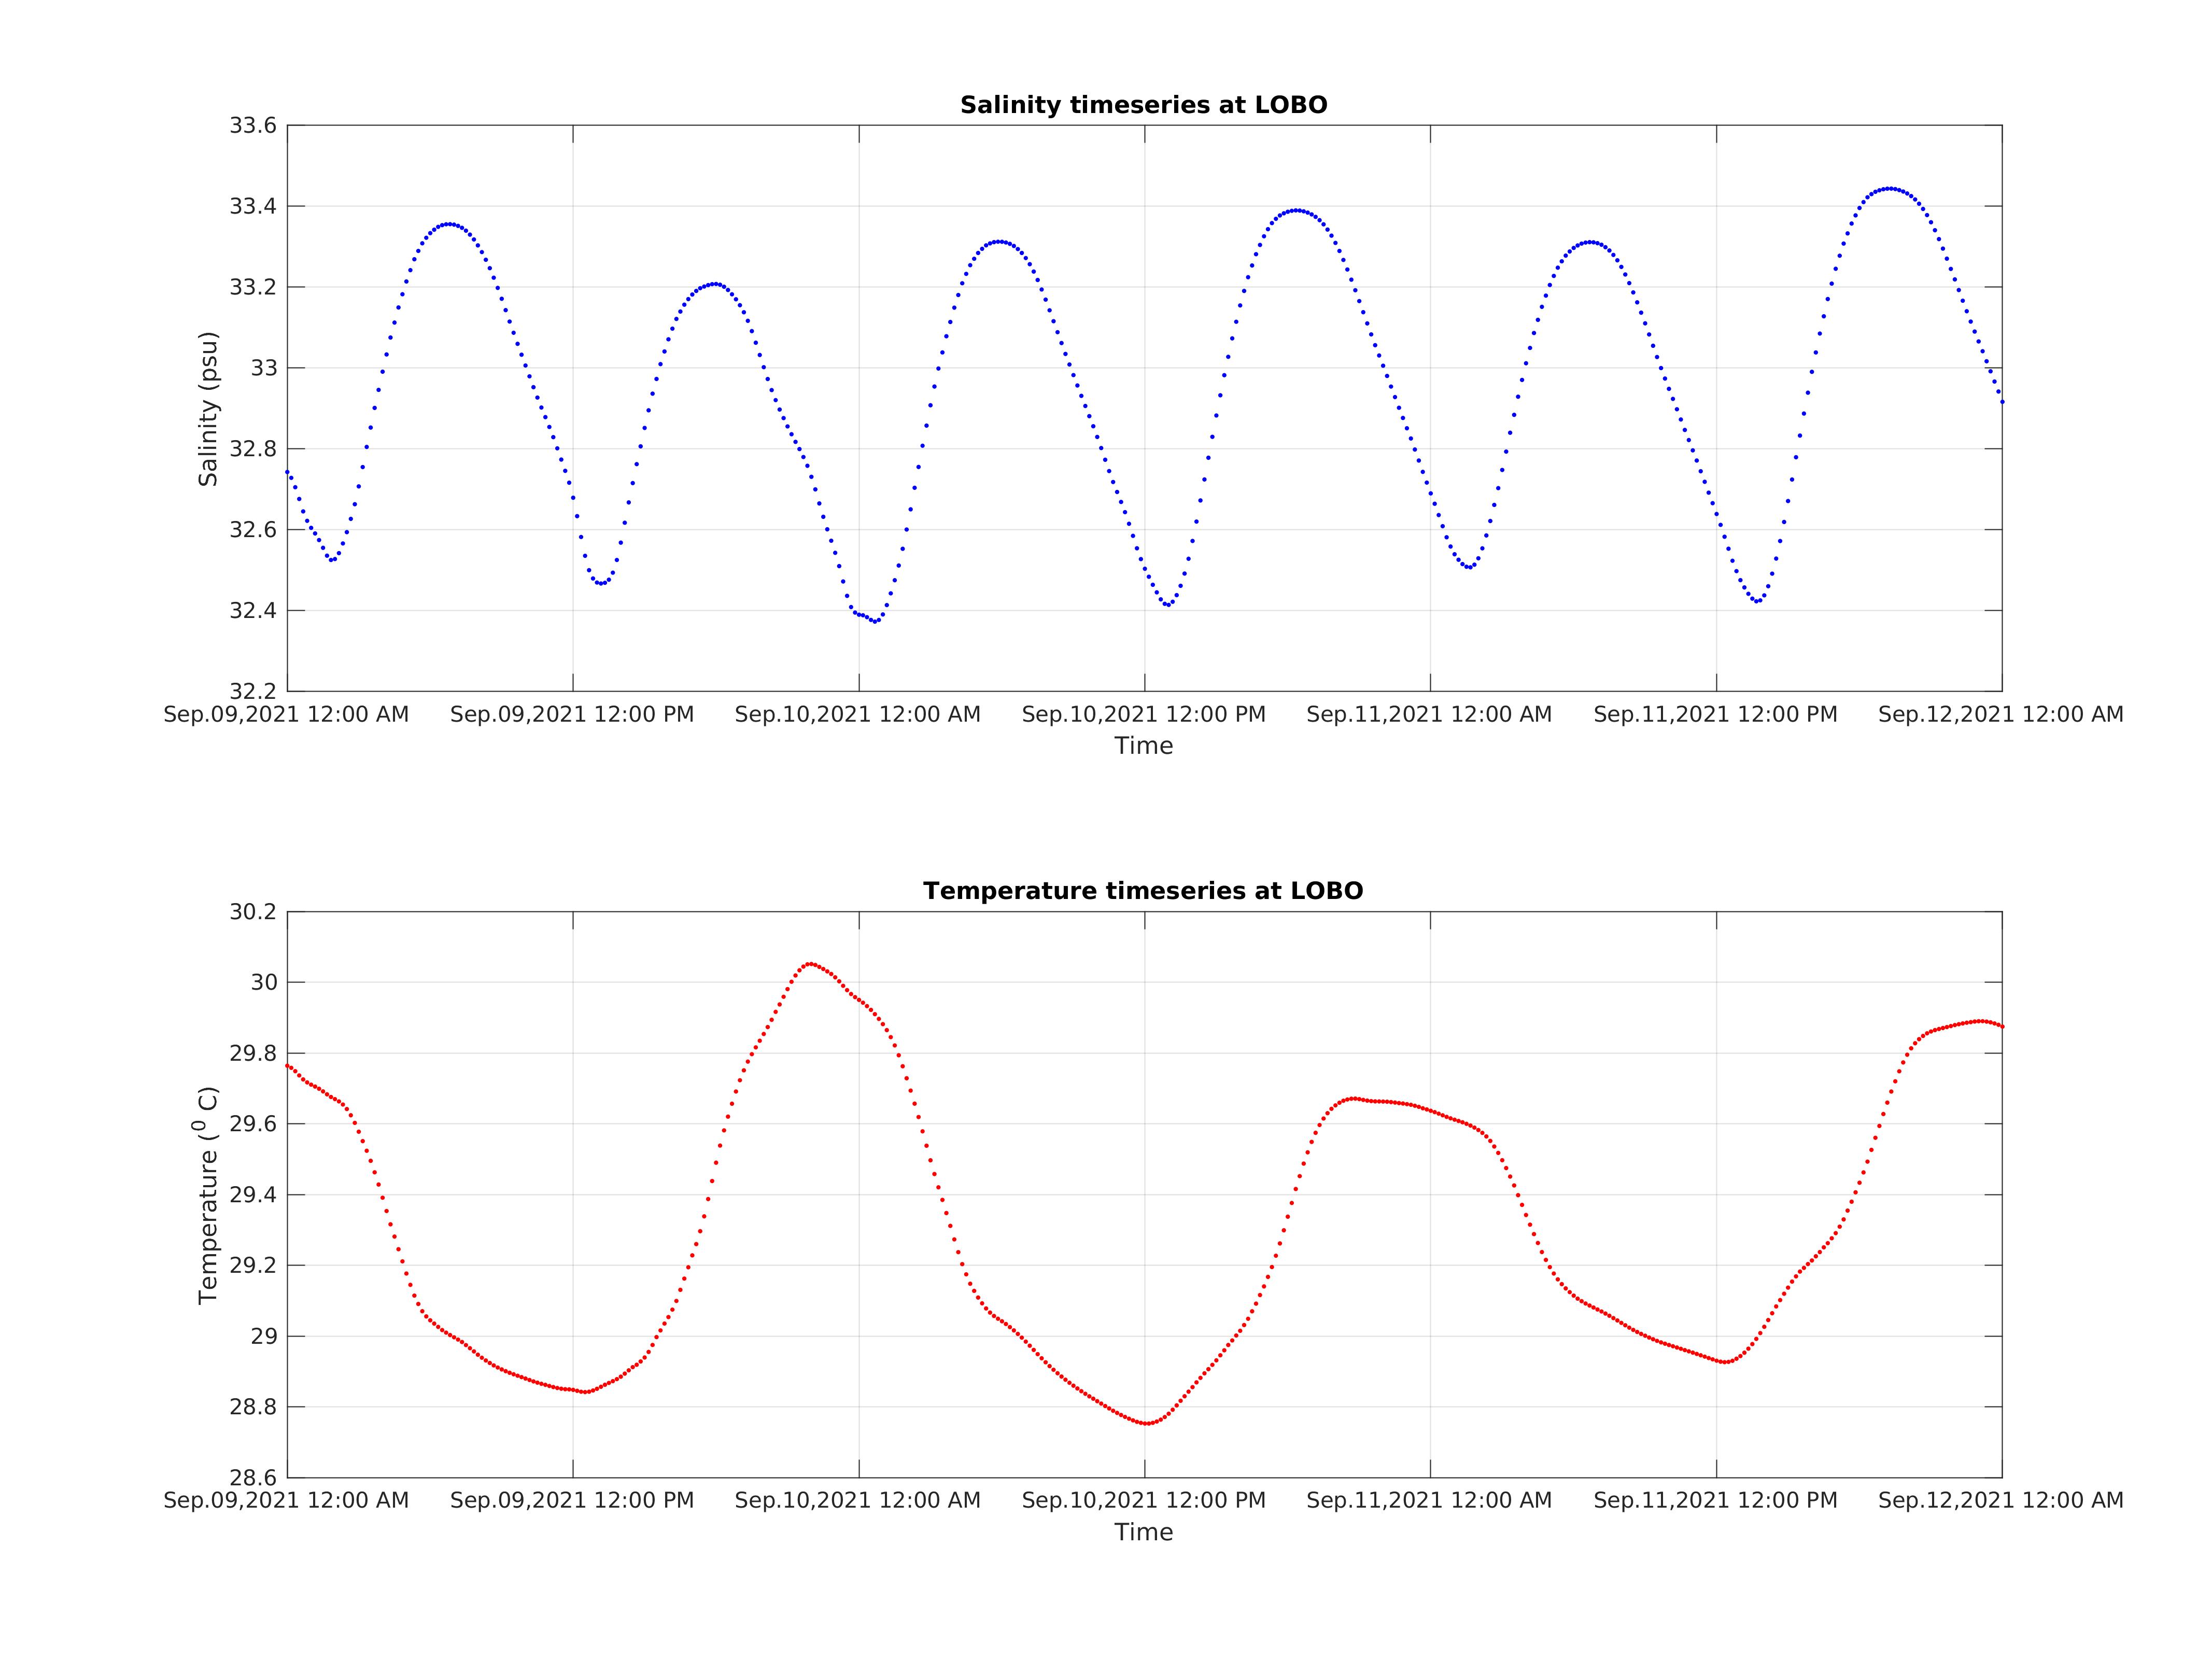 Salinity timeseries at LOBO
33.6
33.4
33.2
33
32.8
32.6
32.4
32.2
Salinity (psu)
Sep.09,2021 12:00 AM Sep.09,2021 12:00 PM Sep.10,2021 12:00 AM Sep.10,2021 12:00 PM Sep.11,2021 12:00 AM Sep.11,2021 12:00 PM Sep.12,2021 12:00 AM
Time
Temperature timeseries at LOBO
30.2
30
29.8
29.6
29.4
29.2
29
28.8
28.6
Temperature (⁰ C)
Sep.09,2021 12:00 AM Sep.09,2021 12:00 PM Sep.10,2021 12:00 AM Sep.10,2021 12:00 PM Sep.11,2021 12:00 AM Sep.11,2021 12:00 PM Sep.12,2021 12:00 AM
Time